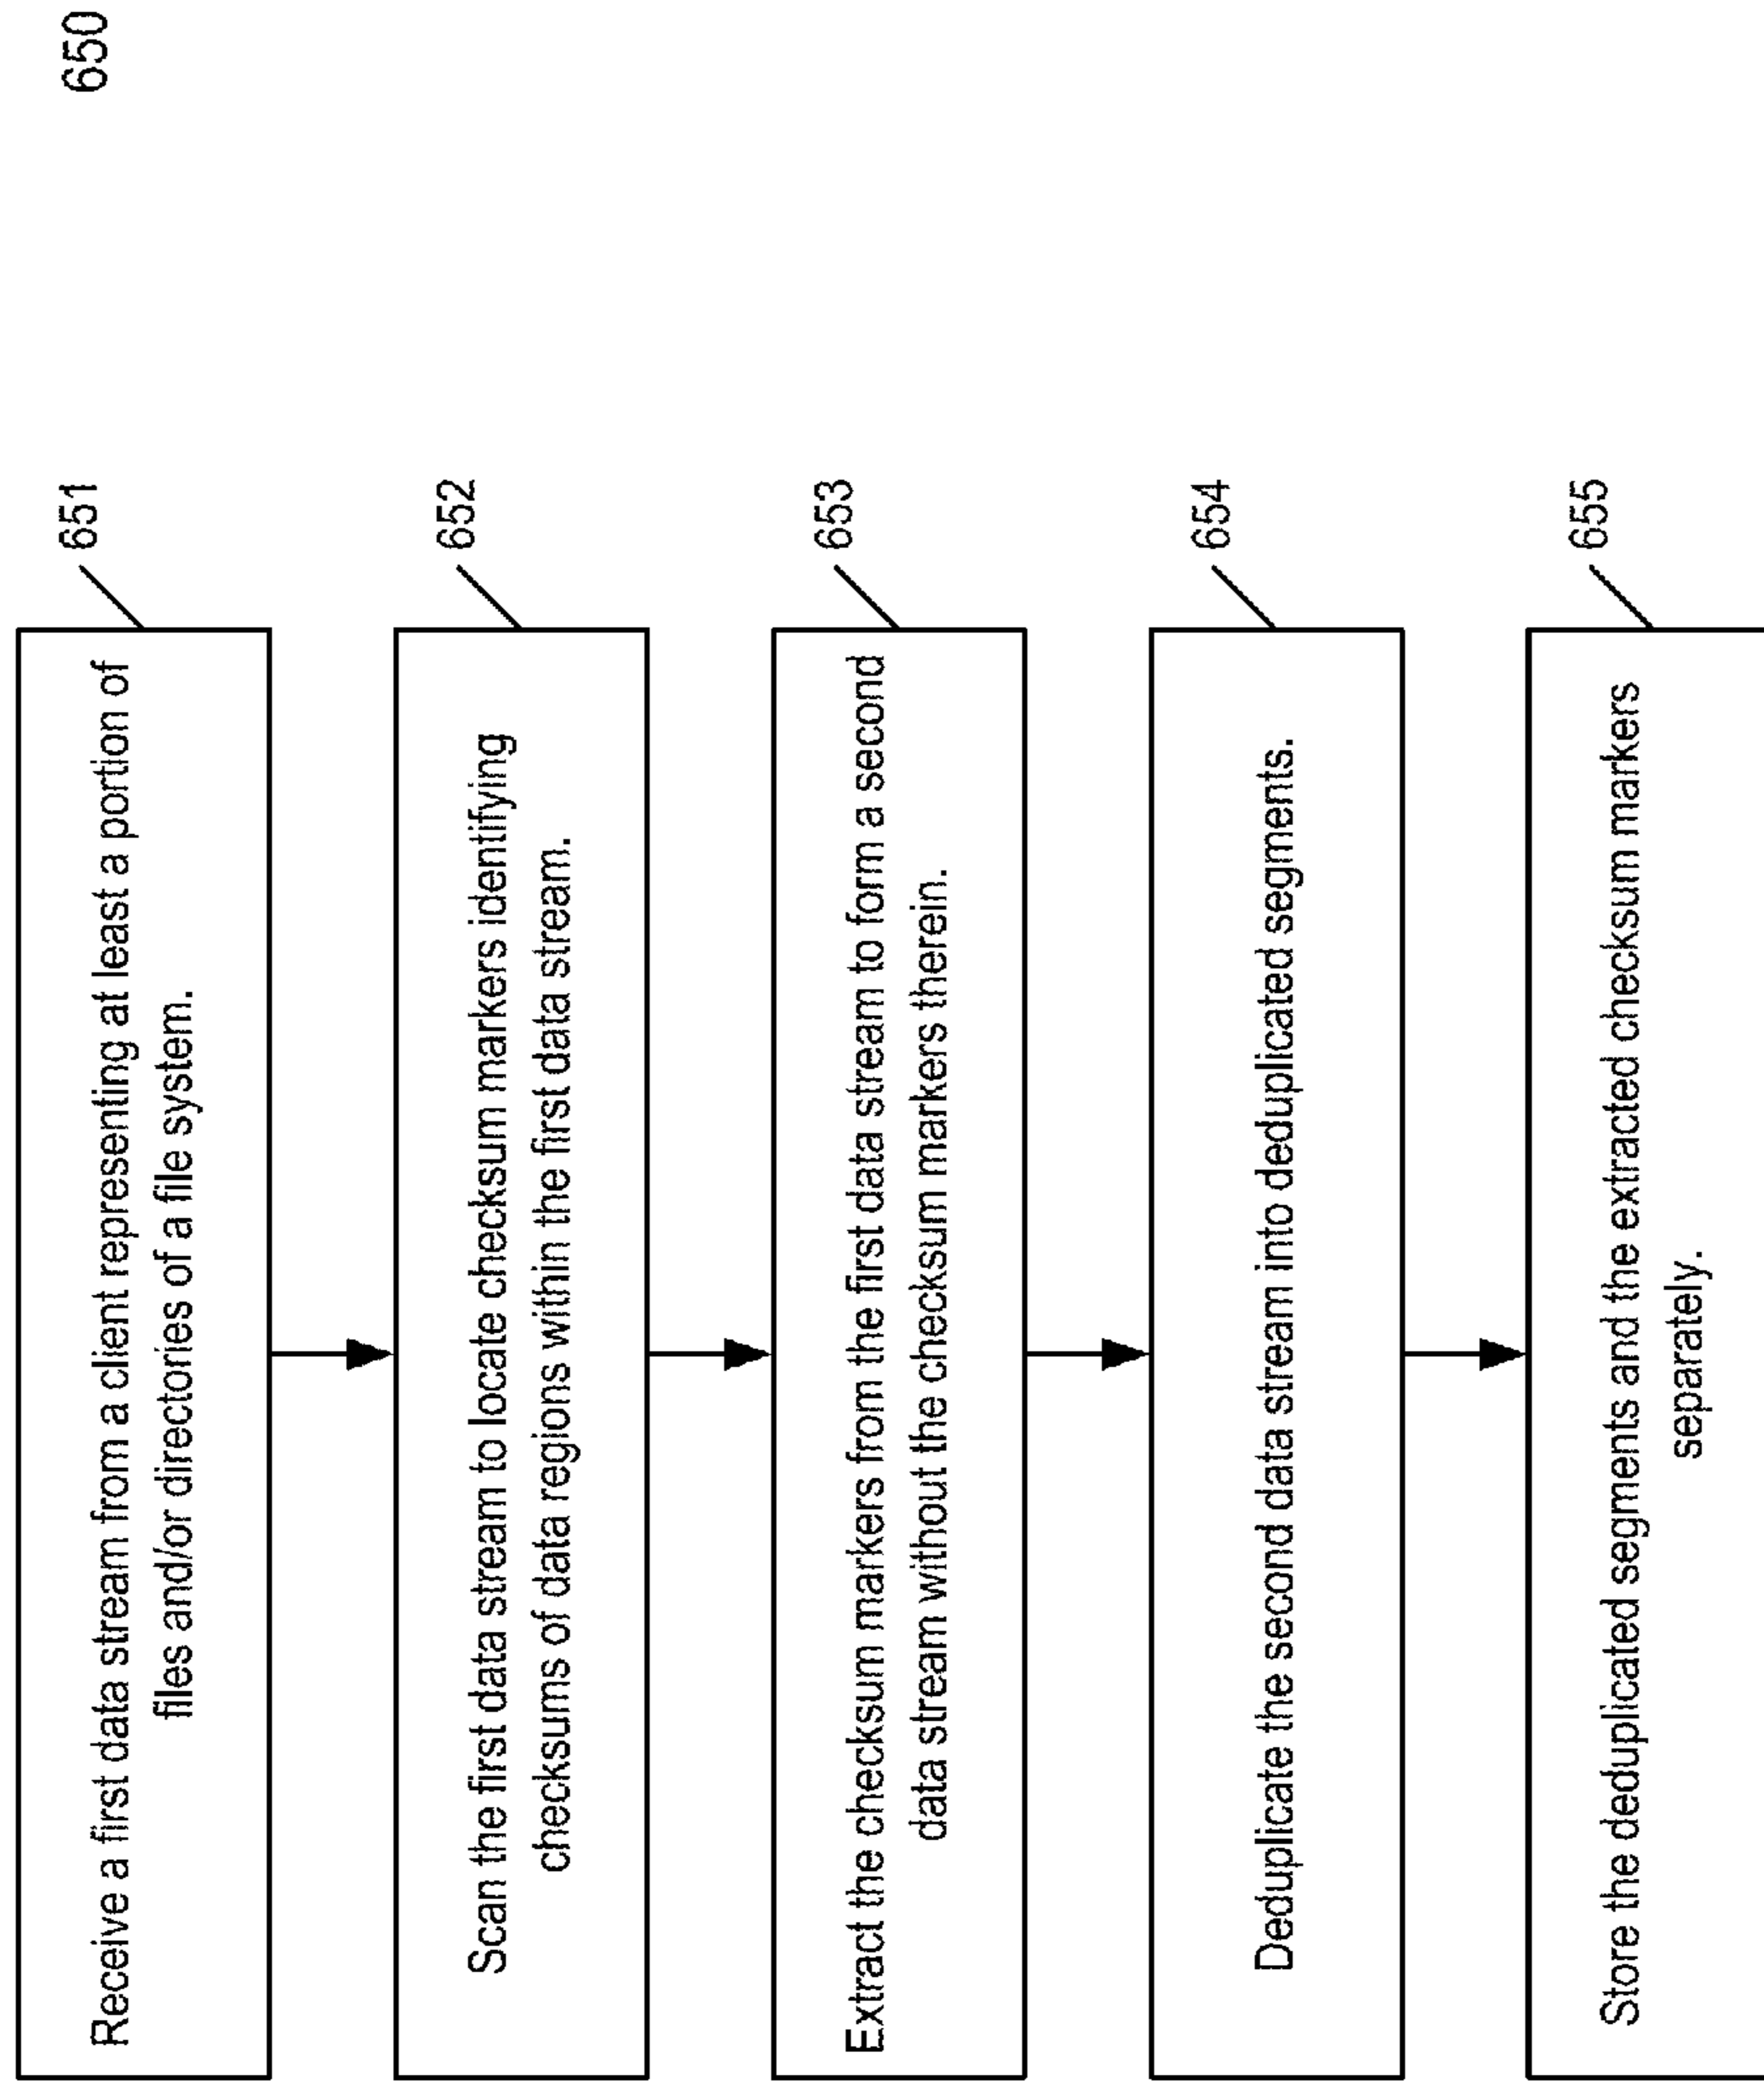 650
651
Receive a first data stream from a client representing at least a portion of
files and/or directories of a file system.
652
Scan the first data stream to locate checksum markers identifying
checksums of data regions within the first data stream.
653
Extract the checksum markers from the first data stream to form a second
data stream without the checksum markers therein.
654
Deduplicate the second data stream into deduplicated segments.
655
Store the deduplicated segments and the extracted checksum markers
separately.